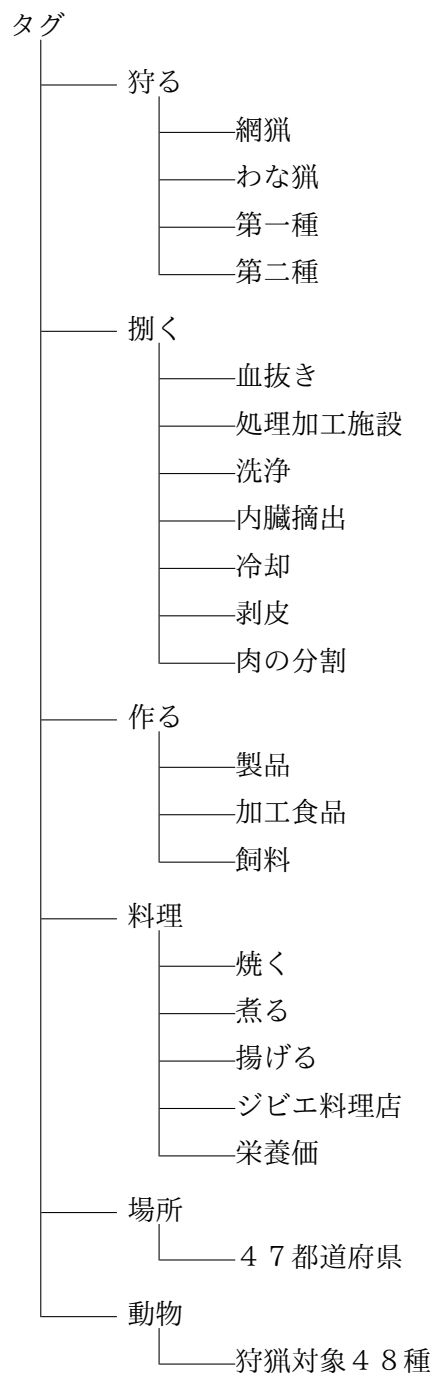 タグ
狩る
網猟
わな猟
第一種
第二種
捌く
血抜き
処理加工施設
洗浄
内臓摘出
冷却
剥皮
肉の分割
作る
製品
加工食品
飼料
料理
焼く
煮る
揚げる
ジビエ料理店
栄養価
場所
４７都道府県
動物
狩猟対象４８種